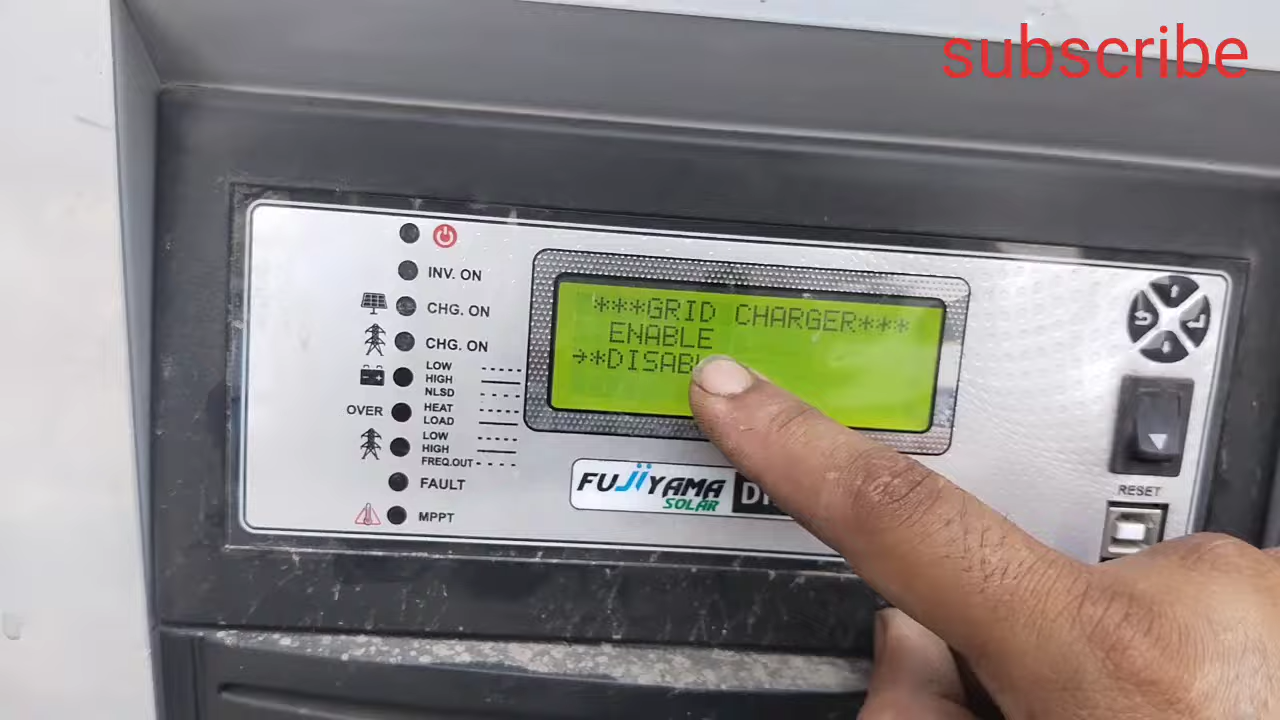 subscribe
INV. ON
CHG. ON
CHG. ON
LOW
HIGH
NLSD
OVER
HEAT
LOAD
LOW
HIGH
FREQ.OUT
FAULT
MPPT
***GRID CHARGER***
ENABLE
→*DISABL
FUJIYAMA
SOLAR
RESET